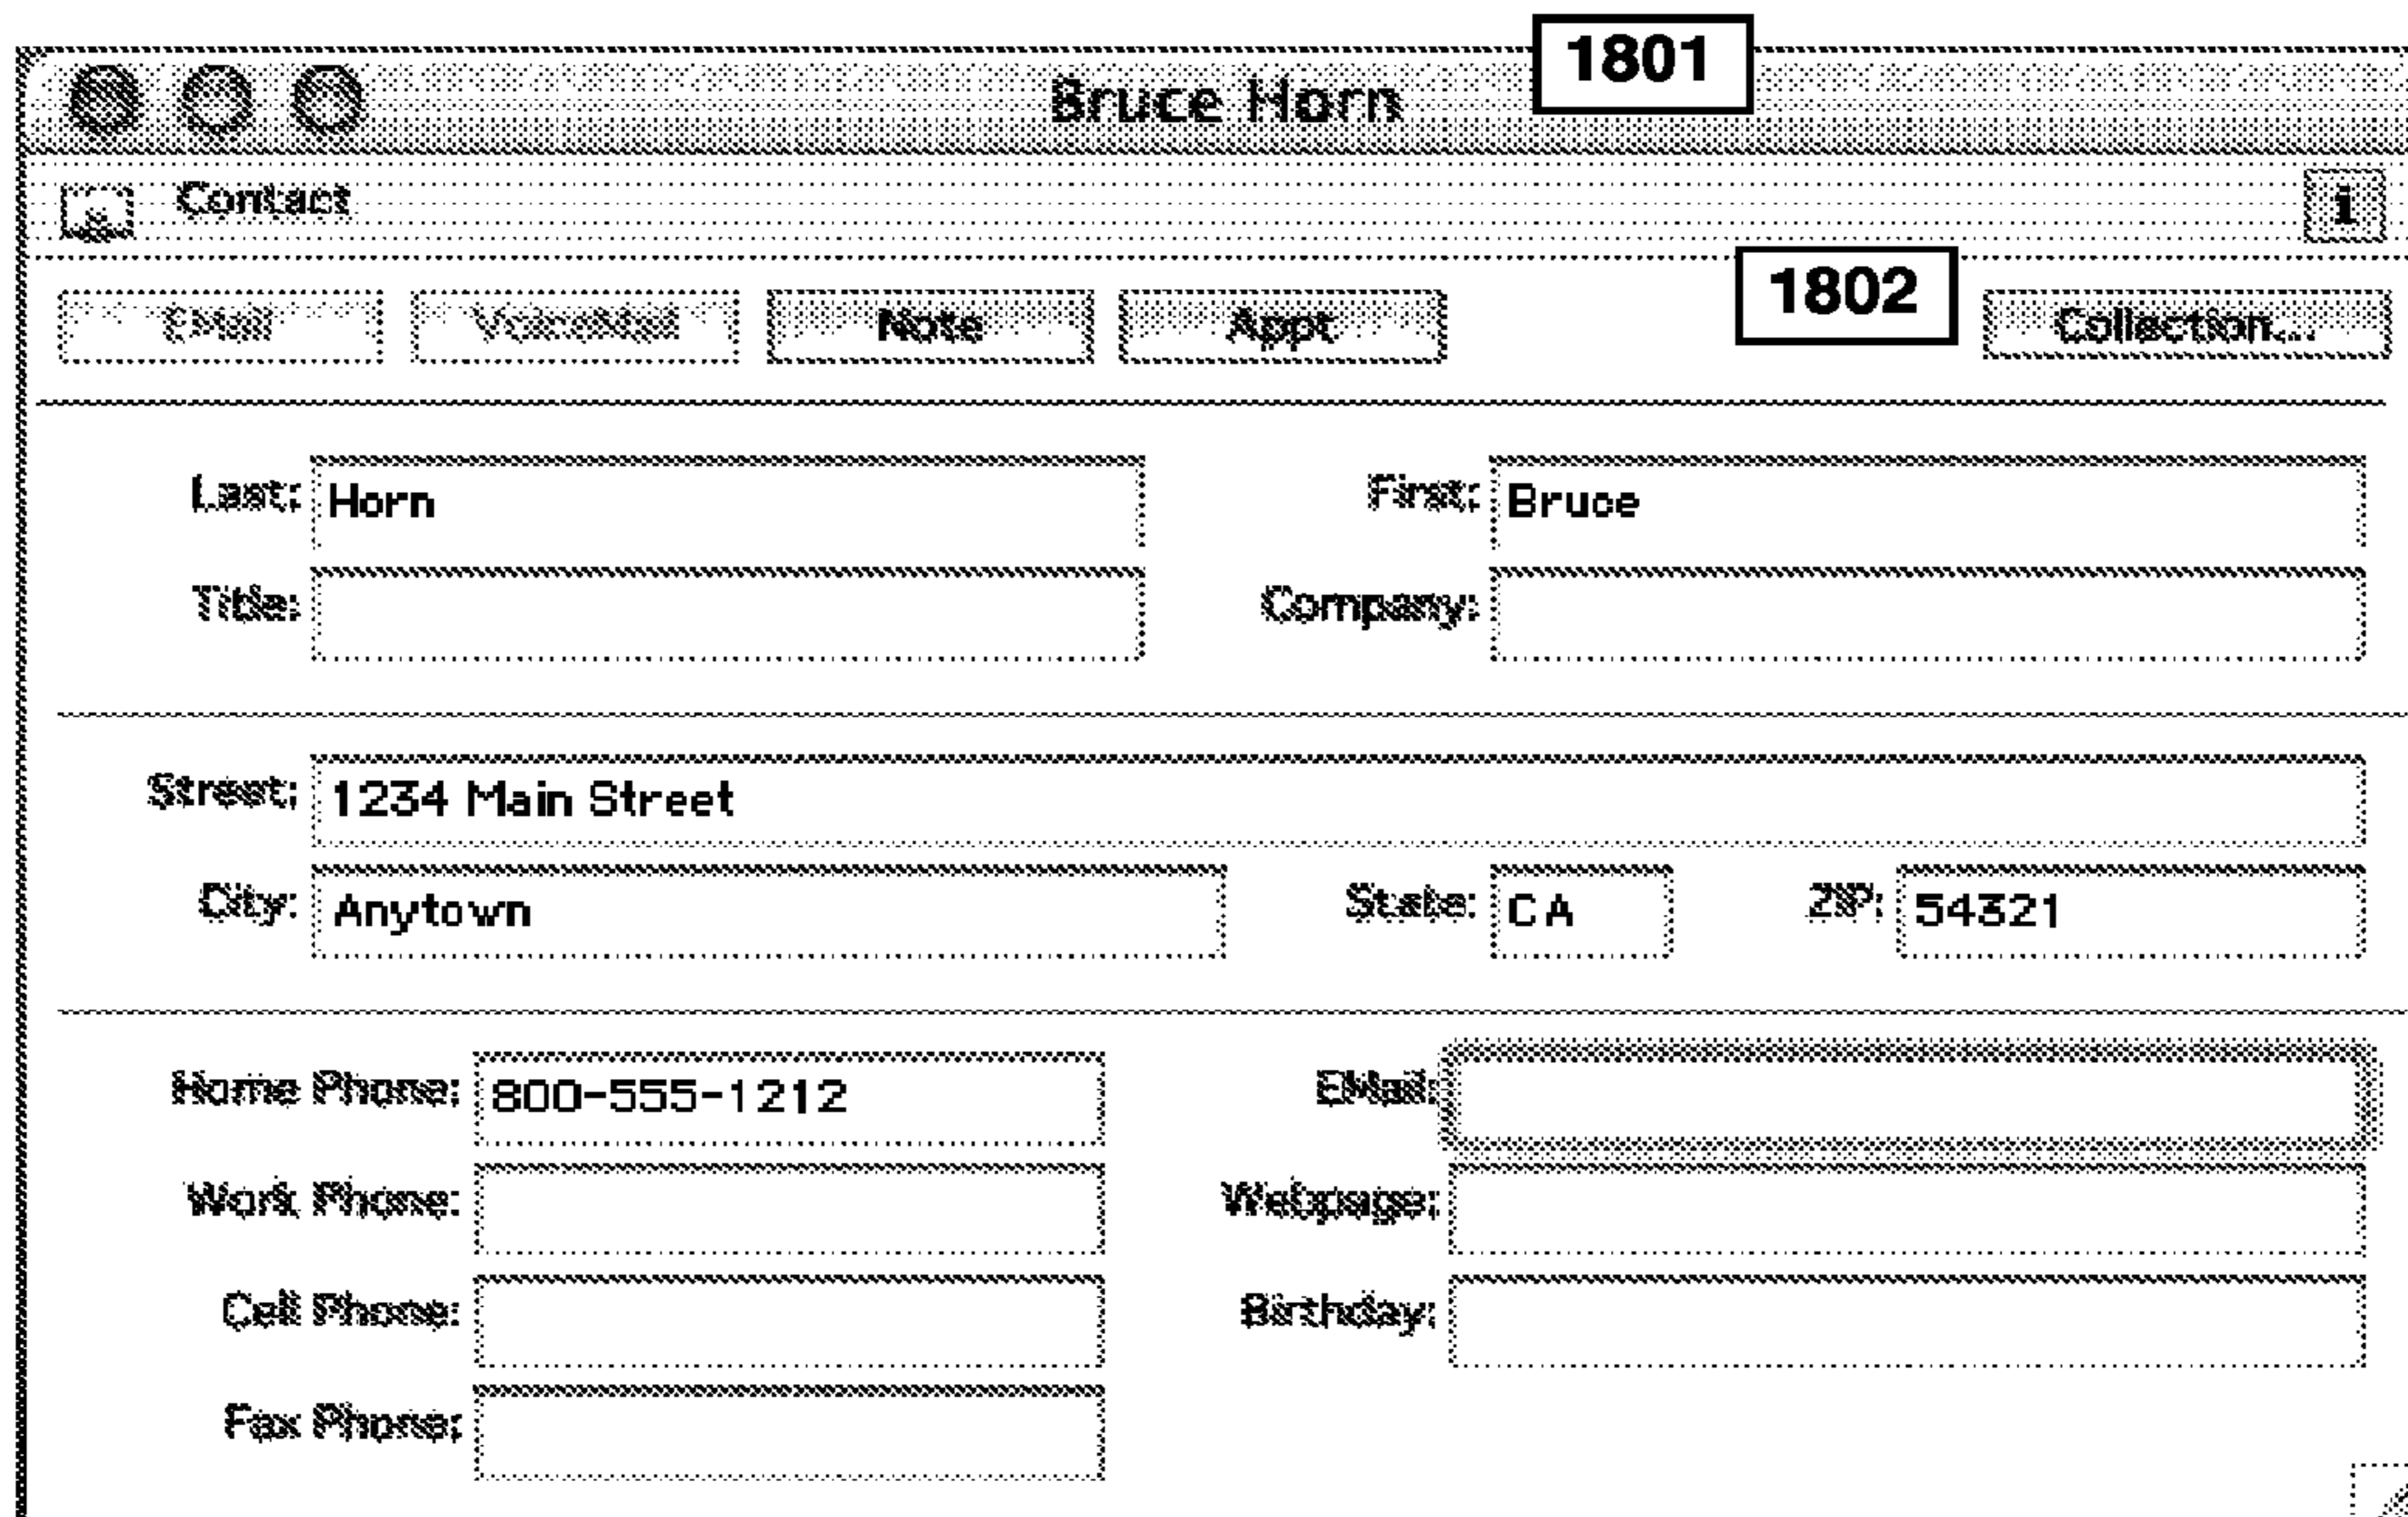 1801
Bruce Horn
Contact
i
1802
EMail VoiceMail Note Appt Collection...
Last: Horn First: Bruce
Title: Company:
Street: 1234 Main Street
City: Anytown State: CA ZIP: 54321
Home Phone: 800-555-1212 EMail:
Work Phone: Webpage:
Cell Phone: Birthday:
Fax Phone: